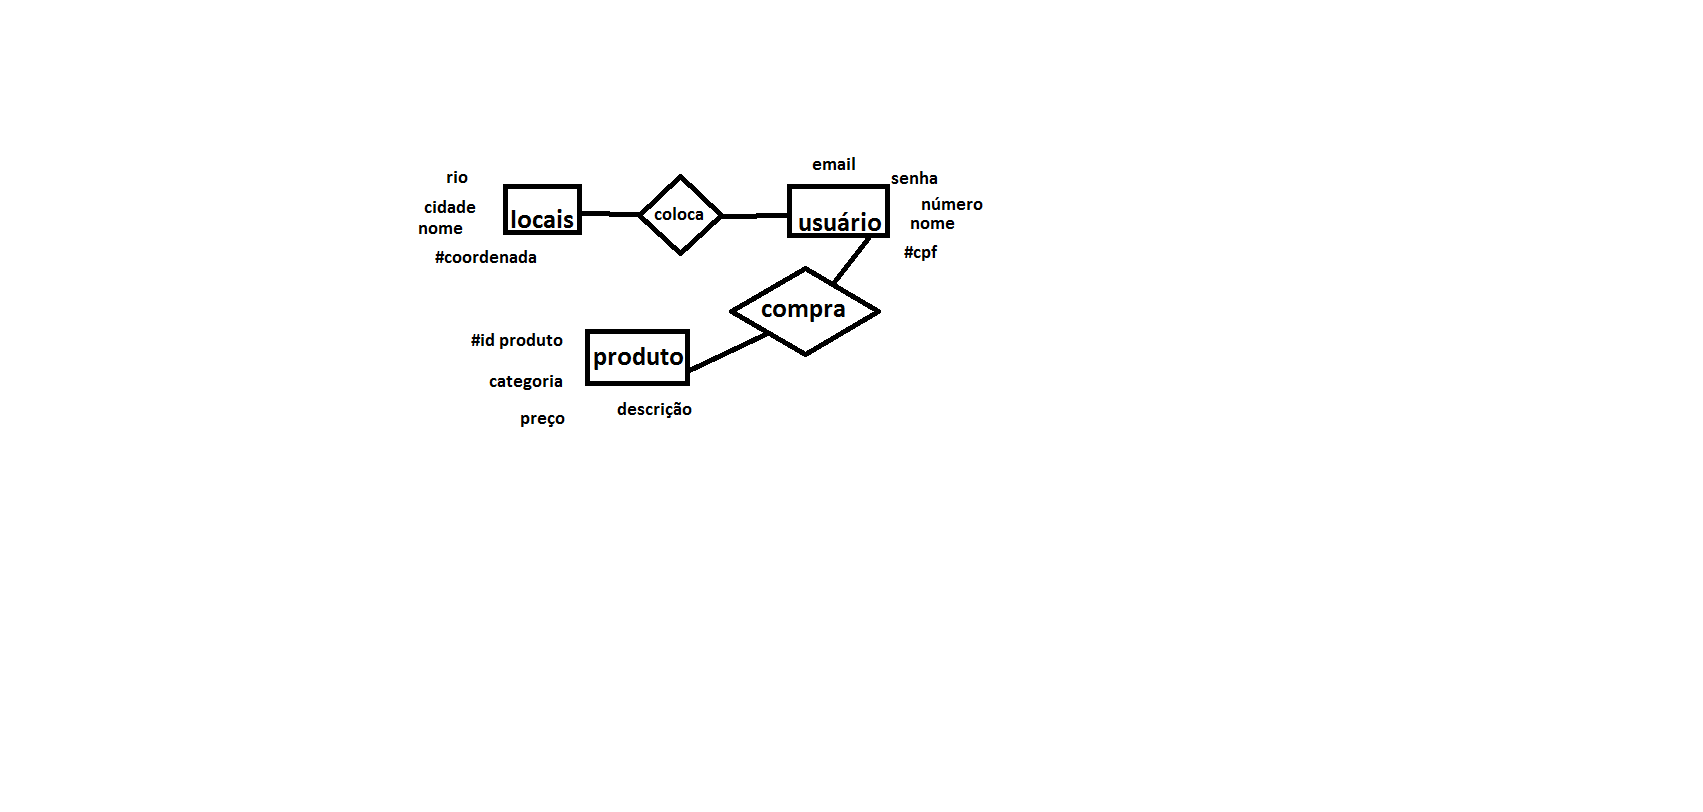 email
rio
senha
cidade
número
nome
locais
coloca
usuário
nome
#coordenada
#cpf
compra
#id produto
produto
categoria
descrição
preço